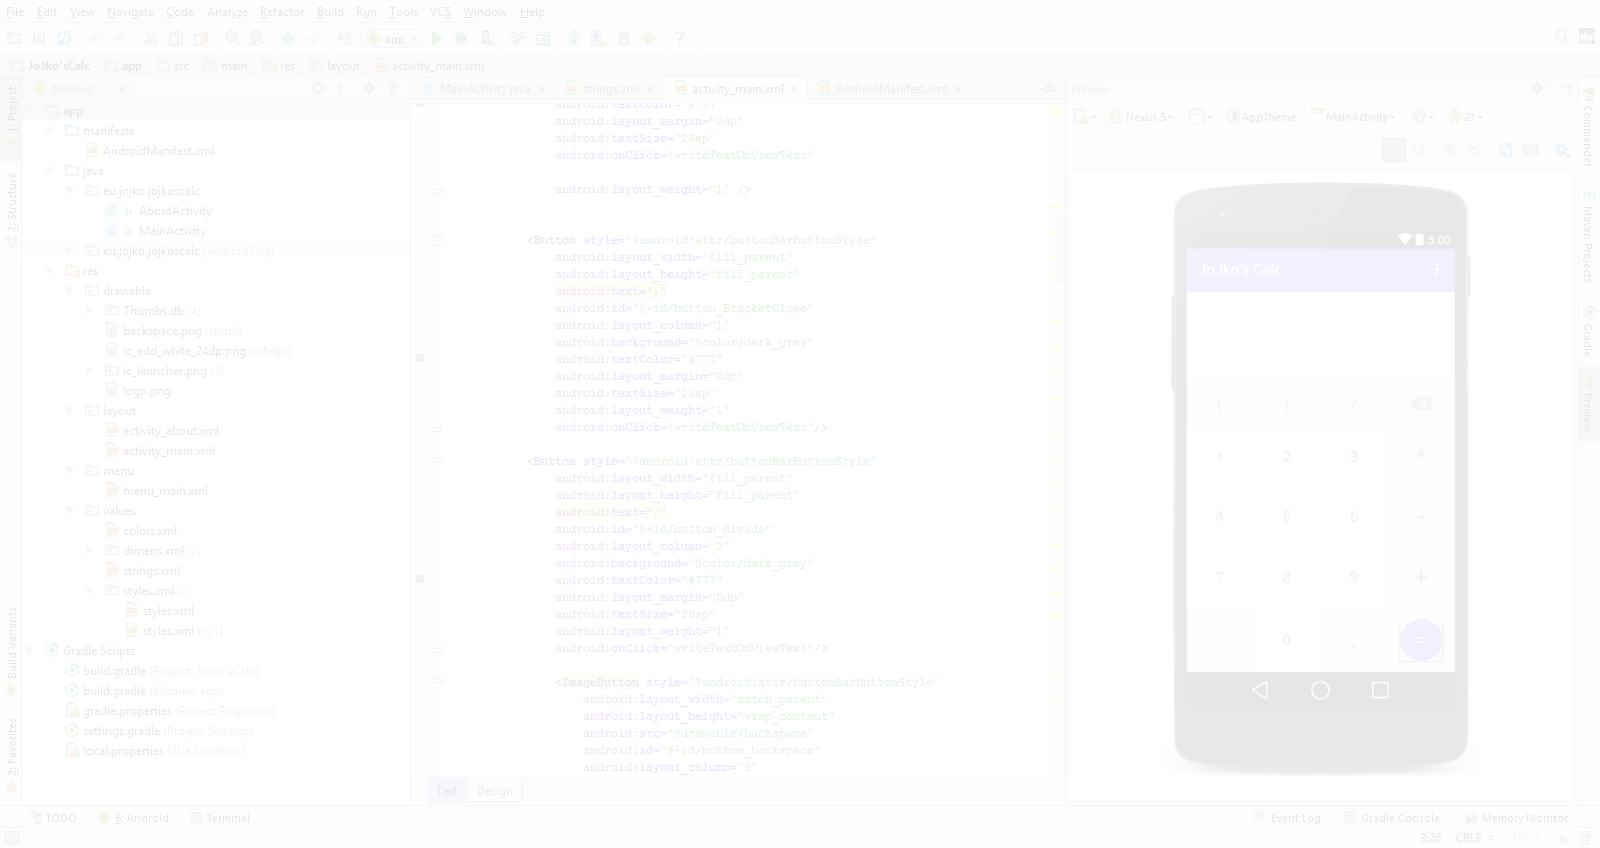 File Edit View Navigate Code Analyze Refactor Build Run Tools VCS Window Help
app
JoJko'sCalc app src main res layout activity_main.xml
1: Project
7: Structure
Build Variants
2: Favorites
Android
app
manifests
AndroidManifest.xml
java
eu.jojko.jojkoscalc
AboutActivity
MainActivity
eu.jojko.jojkoscalc (androidTest)
res
drawable
Thumbs.db (4)
backspace.png (xhdpi)
ic_add_white_24dp.png (xxhdpi)
ic_launcher.png (4)
logo.png
layout
activity_about.xml
activity_main.xml
menu
menu_main.xml
values
colors.xml
dimens.xml (2)
strings.xml
styles.xml (2)
styles.xml
styles.xml (v21)
Gradle Scripts
build.gradle (Project: JoJko'sCalc)
build.gradle (Module: app)
gradle.properties (Project Properties)
settings.gradle (Project Settings)
local.properties (SDK Location)
MainActivity.java strings.xml activity_main.xml AndroidManifest.xml
android:textColor="#777"
android:layout_margin="0dp"
android:textSize="20sp"
android:onClick="writeTextOnViewText"
android:layout_weight="1" />
<Button style="?android:attr/buttonBarButtonStyle"
android:layout_width="fill_parent"
android:layout_height="fill_parent"
android:text=")"
android:id="@+id/button_BracketClose"
android:layout_column="1"
android:background="@color/dark_grey"
android:textColor="#777"
android:layout_margin="0dp"
android:textSize="20sp"
android:layout_weight="1"
android:onClick="writeTextOnViewText"/>
<Button style="?android:attr/buttonBarButtonStyle"
android:layout_width="fill_parent"
android:layout_height="fill_parent"
android:text="/"
android:id="@+id/button_divide"
android:layout_column="2"
android:background="@color/dark_grey"
android:textColor="#777"
android:layout_margin="0dp"
android:textSize="20sp"
android:layout_weight="1"
android:onClick="writeTextOnViewText"/>
<ImageButton style="?android:attr/buttonBarButtonStyle"
android:layout_width="match_parent"
android:layout_height="wrap_content"
android:src="@drawable/backspace"
android:id="@+id/button_backspace"
android:layout_column="3"
Text Design
Preview
Nexus 5 AppTheme MainActivity 21
5:00
JoJko's Calc
( ) /
1 2 3 *
4 5 6 -
7 8 9 +
0 . =
Commander
Maven Projects
Gradle
Preview
TODO 6: Android Terminal Event Log Gradle Console Memory Monitor
3:26 CRLF UTF-8